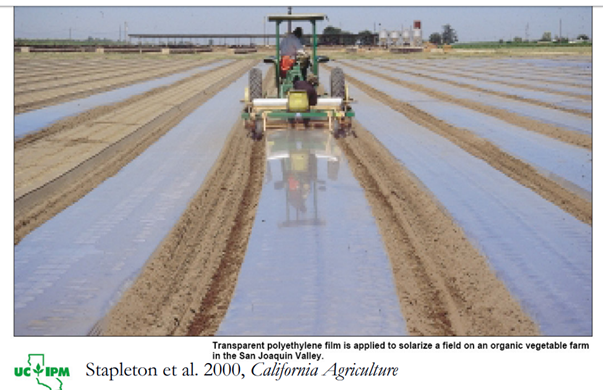 Transparent polyethylene film is applied to solarize a field on an organic vegetable farm
in the San Joaquin Valley.
UC IPM
Stapleton et al. 2000, California Agriculture